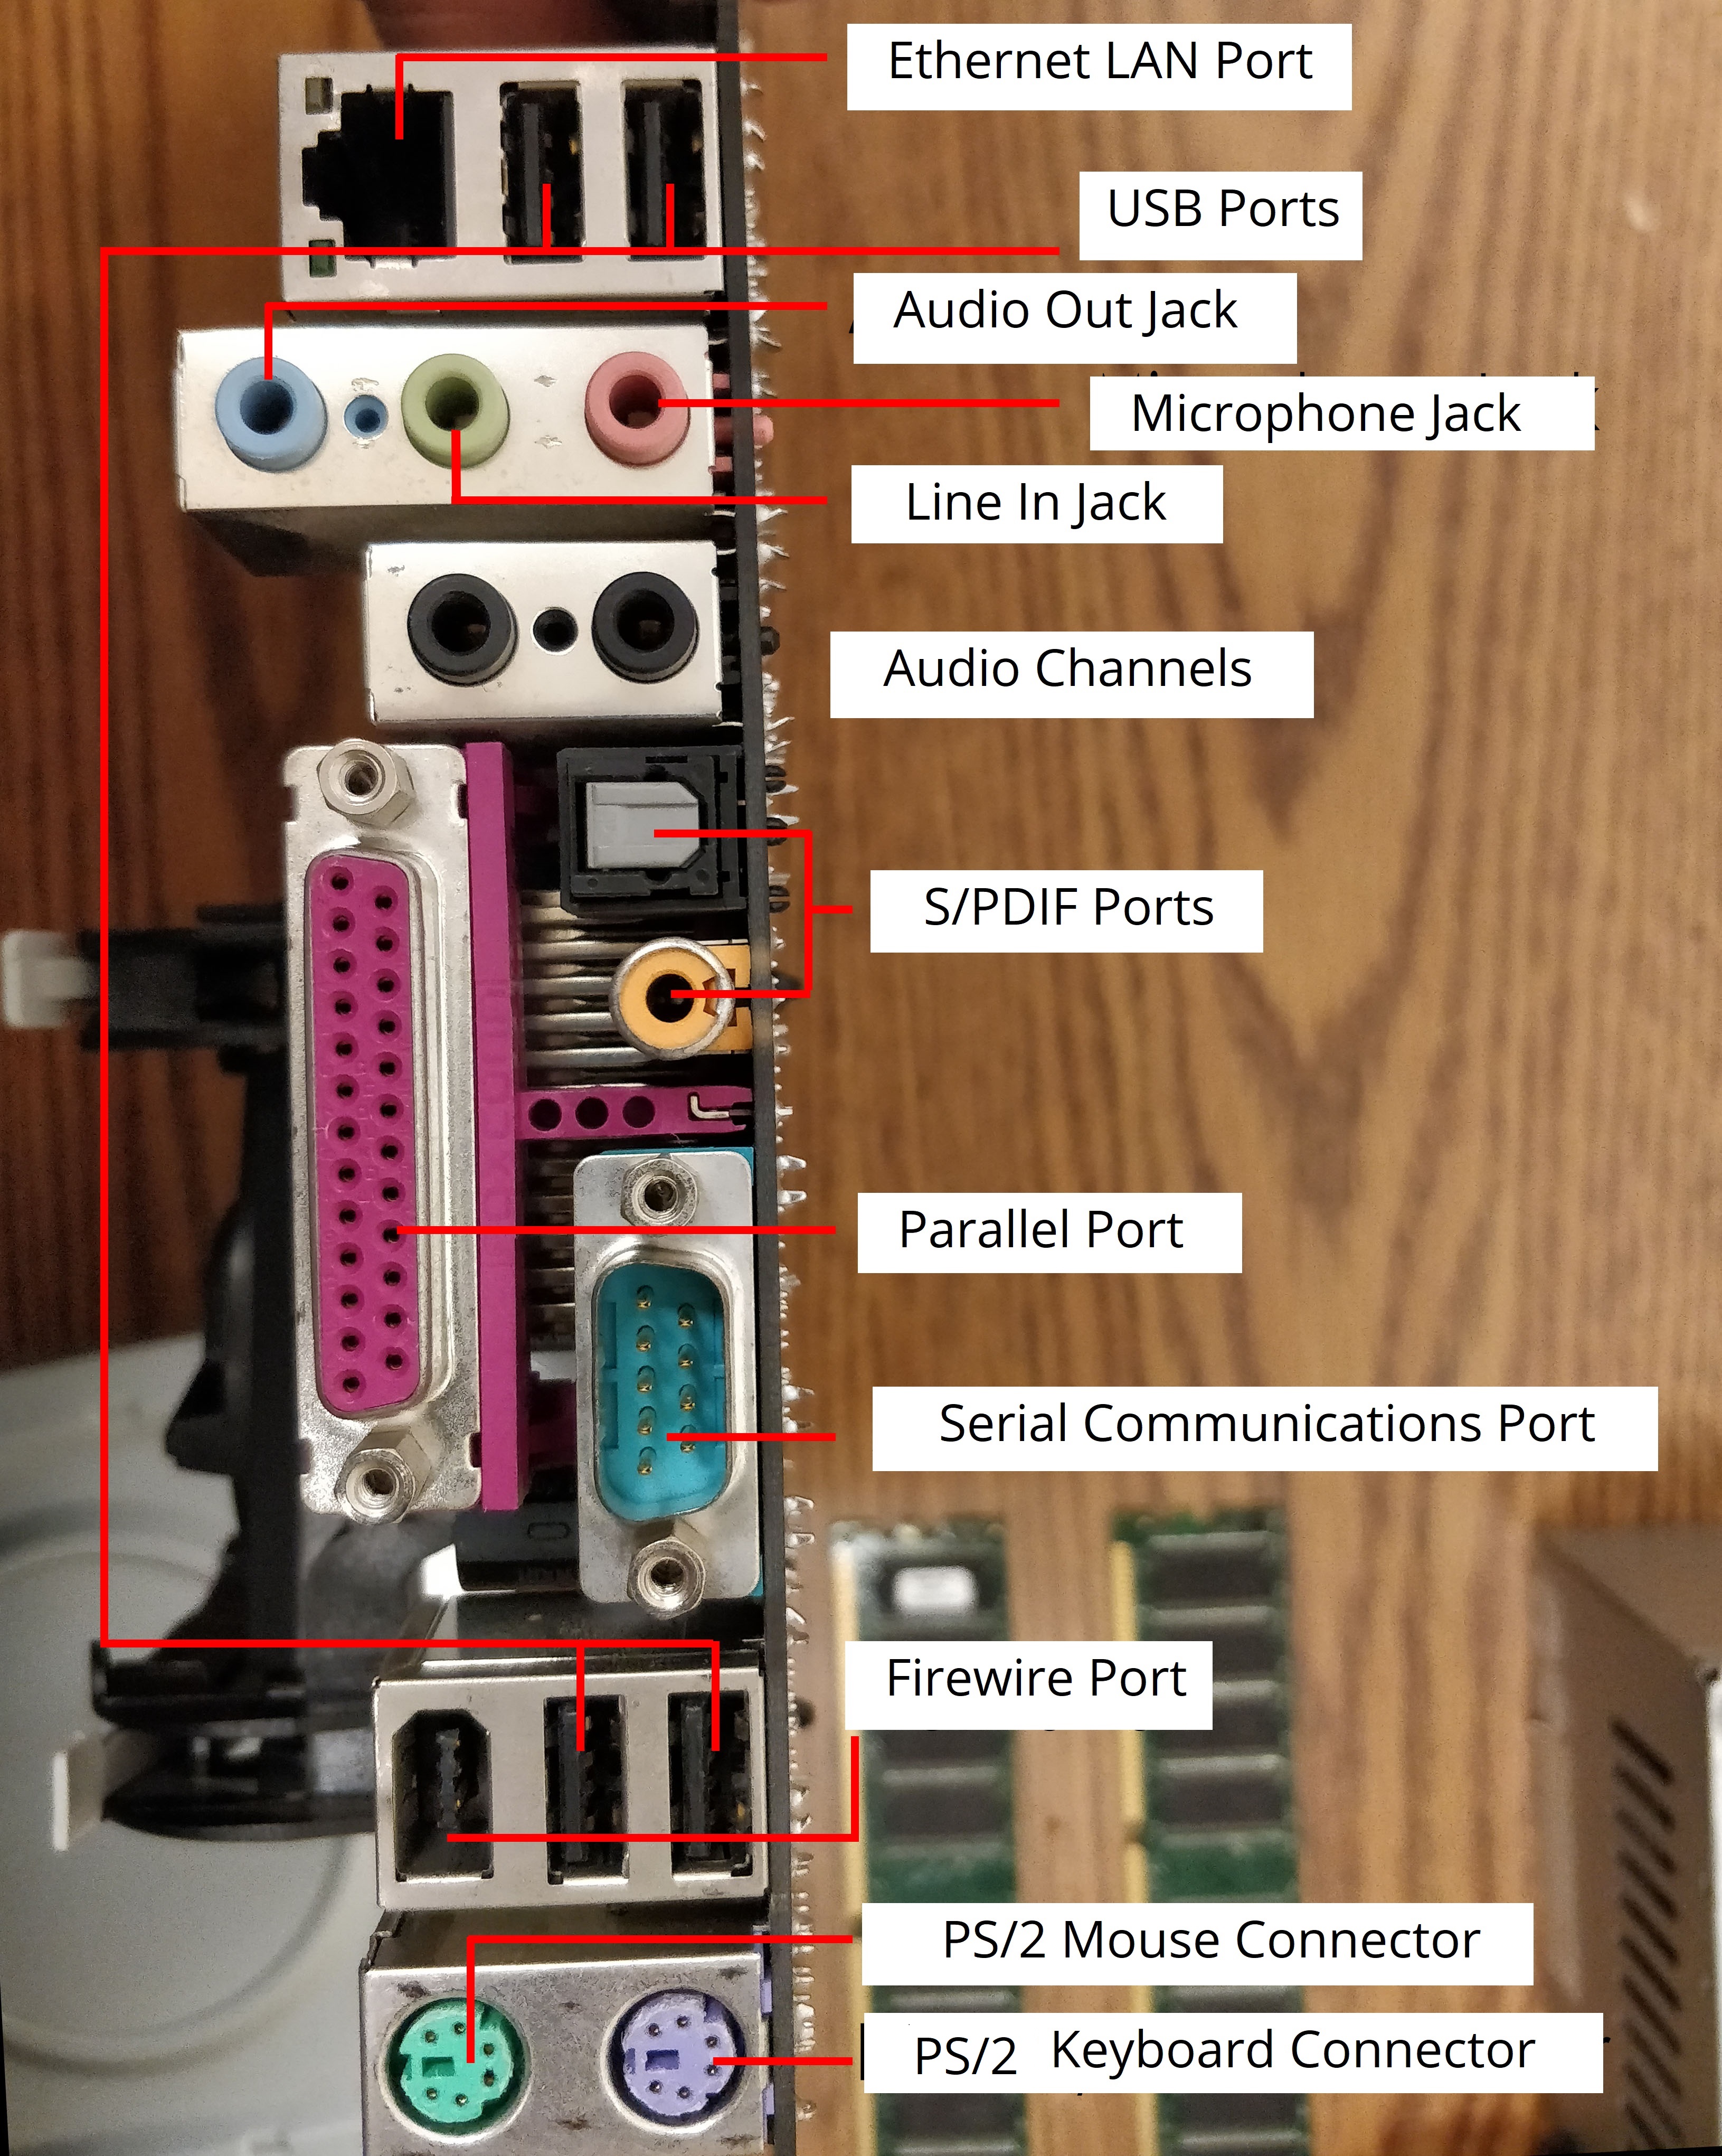 Ethernet LAN Port
USB Ports
Audio Out Jack
Microphone Jack
Line In Jack
Audio Channels
S/PDIF Ports
Parallel Port
Serial Communications Port
Firewire Port
PS/2 Mouse Connector
PS/2 Keyboard Connector